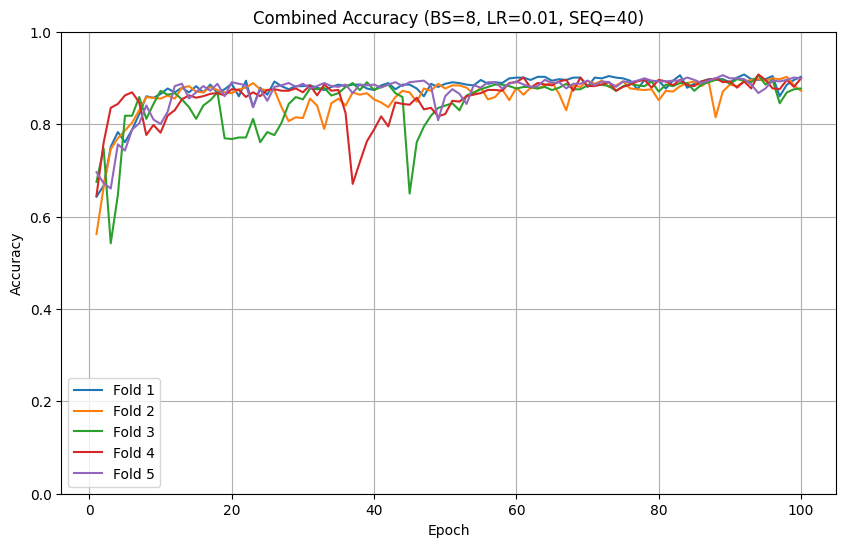 Combined Accuracy (BS=8, LR=0.01, SEQ=40)
1.0
0.8
0.6
0.4
0.2
0.0
Accuracy
Fold 1
Fold 2
Fold 3
Fold 4
Fold 5
0 20 40 60 80 100
Epoch